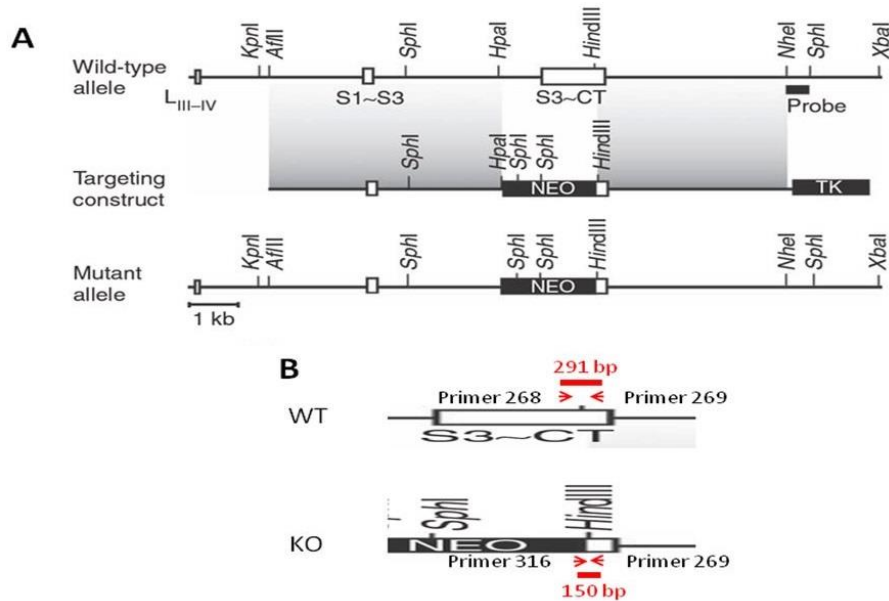 A
KpnI AflII SphI HpaI HindIII NheI SphI XbaI
Wild-type allele
LIII–IV S1~S3 S3~CT Probe
SphI HpaI SphI SphI HindIII
Targeting construct
NEO TK
KpnI AflII SphI SphI SphI HindIII NheI SphI XbaI
Mutant allele
NEO
1 kb
B
291 bp
Primer 268 Primer 269
WT
S3~CT
SphI HindIII
KO
NEO
Primer 316 Primer 269
150 bp